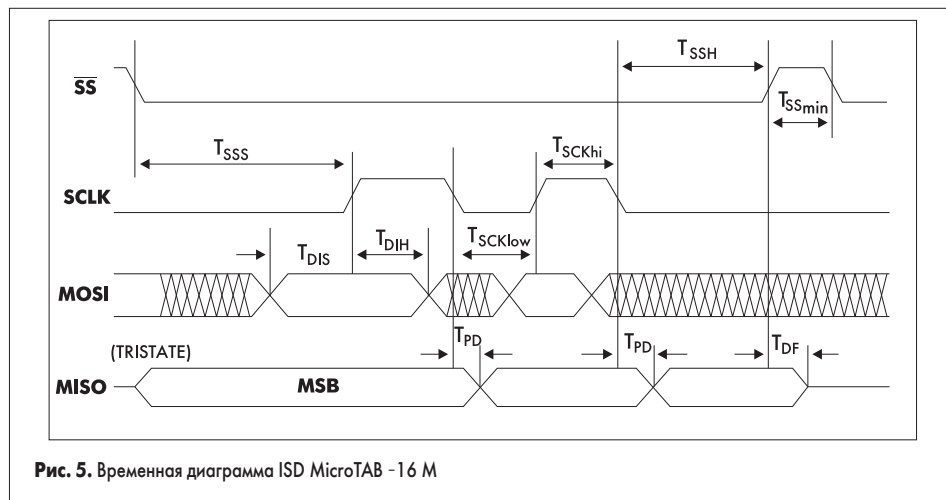 T_SSH
SS
T_SSmin
T_SSS
T_SCKhi
SCLK
T_DIS
T_DIH
T_SCKlow
MOSI
T_PD
T_PD
T_DF
(TRISTATE)
MISO
MSB
Рис. 5. Временная диаграмма ISD MicroTAB -16 M